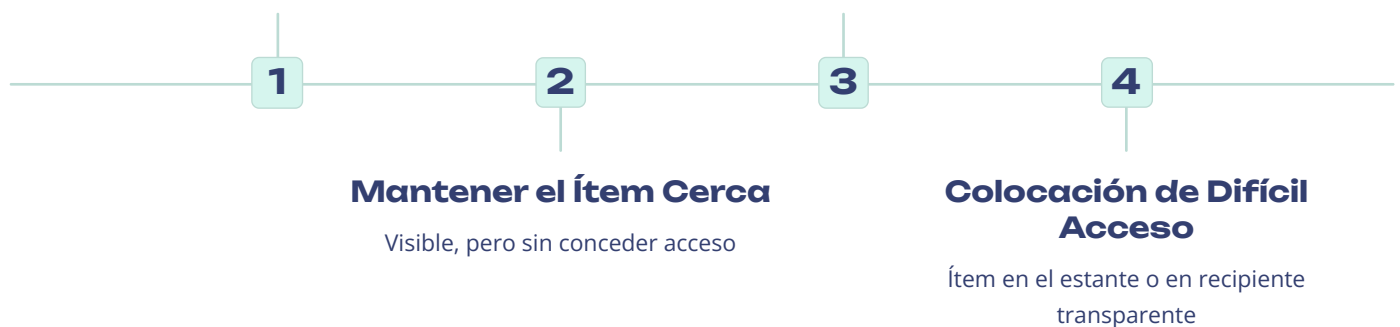 1
2
3
4
Mantener el Ítem Cerca
Visible, pero sin conceder acceso
Colocación de Difícil
Acceso
Ítem en el estante o en recipiente
transparente